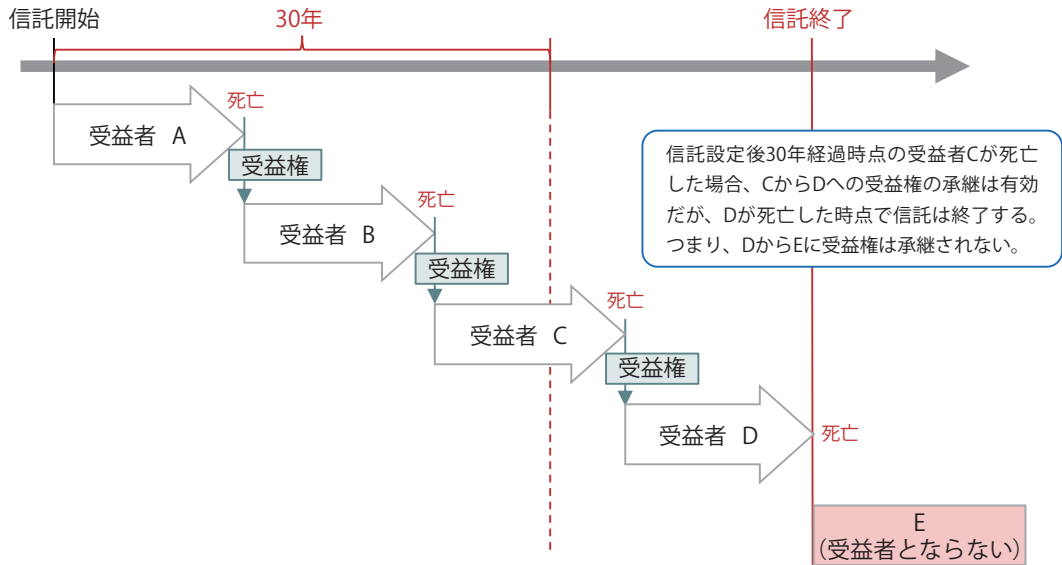 信託開始
30年
信託終了
死亡
受益者 A
受益権
死亡
受益者 B
受益権
死亡
受益者 C
受益権
受益者 D
死亡
信託設定後30年経過時点の受益者Cが死亡
した場合、CからDへの受益権の承継は有効
だが、Dが死亡した時点で信託は終了する。
つまり、DからEに受益権は承継されない。
E
（受益者とならない）